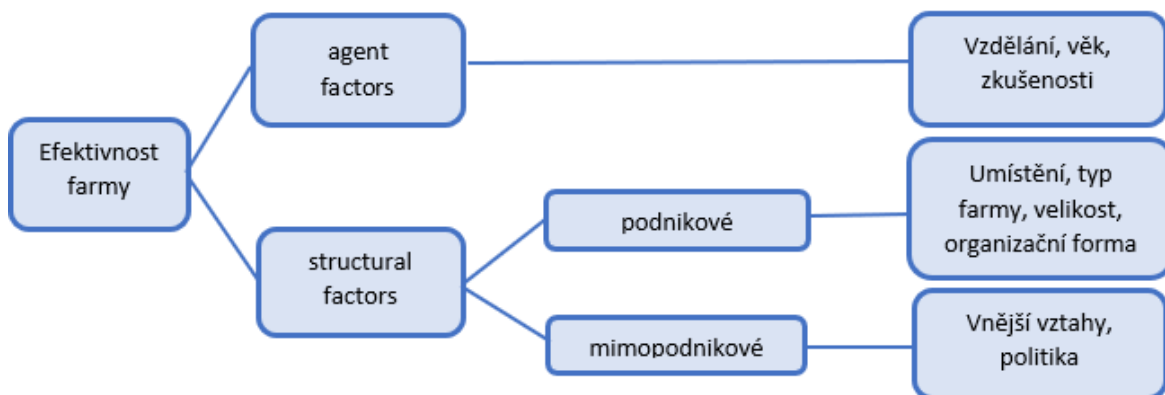 agent
factors
Vzdělání, věk,
zkušenosti
Efektivnost
farmy
structural
factors
podnikové
Umístění, typ
farmy, velikost,
organizační forma
mimopodnikové
Vnější vztahy,
politika